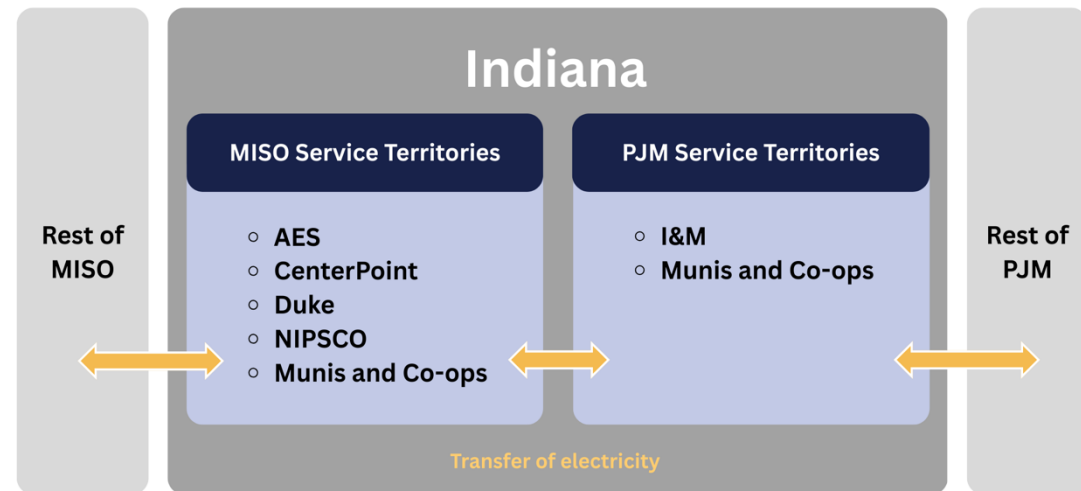 Indiana
MISO Service Territories
PJM Service Territories
Rest of
MISO
○ AES
○ CenterPoint
○ Duke
○ NIPSCO
○ Munis and Co-ops
○ I&M
○ Munis and Co-ops
Rest of
PJM
Transfer of electricity